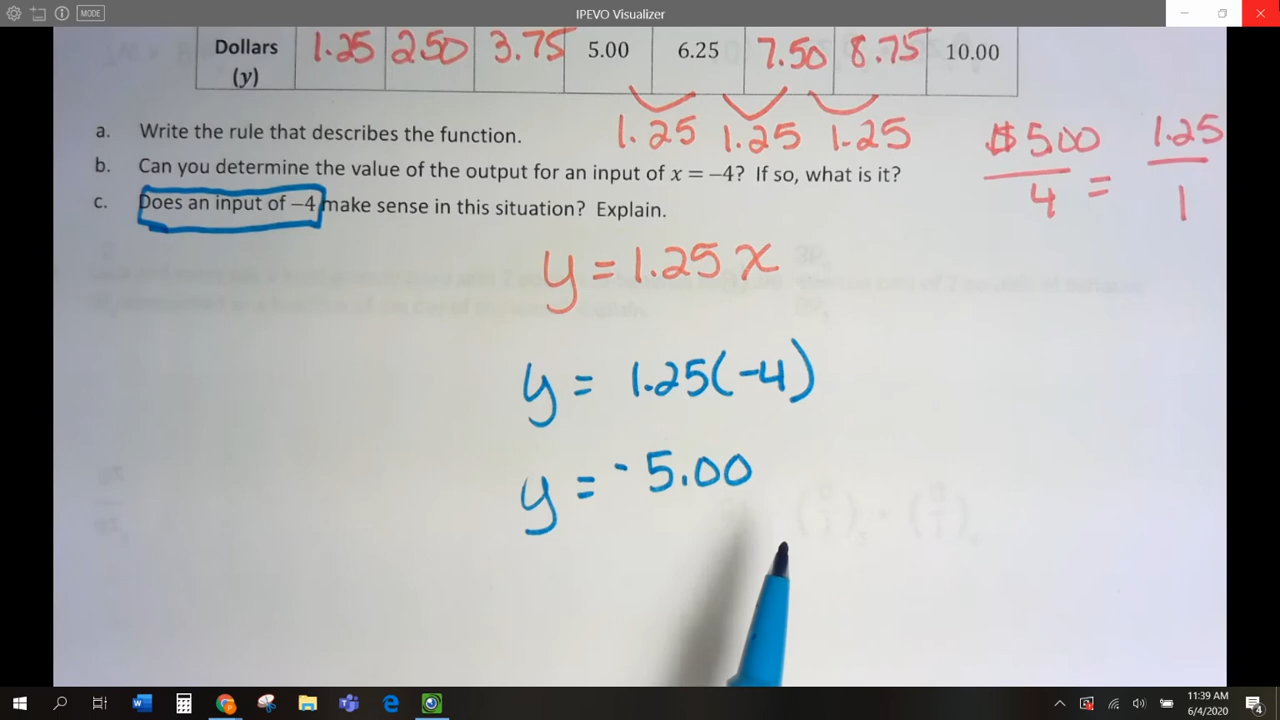 MODE
IPEVO Visualizer
Dollars (y) 1.25 2.50 3.75 5.00 6.25 7.50 8.75 10.00
1.25 1.25 1.25
a. Write the rule that describes the function.
b. Can you determine the value of the output for an input of x = −4? If so, what is it?
c. Does an input of −4 make sense in this situation? Explain.
$5.00 / 4 = 1.25 / 1
y = 1.25 x
y = 1.25(-4)
y = -5.00
11:39 AM
6/4/2020
4